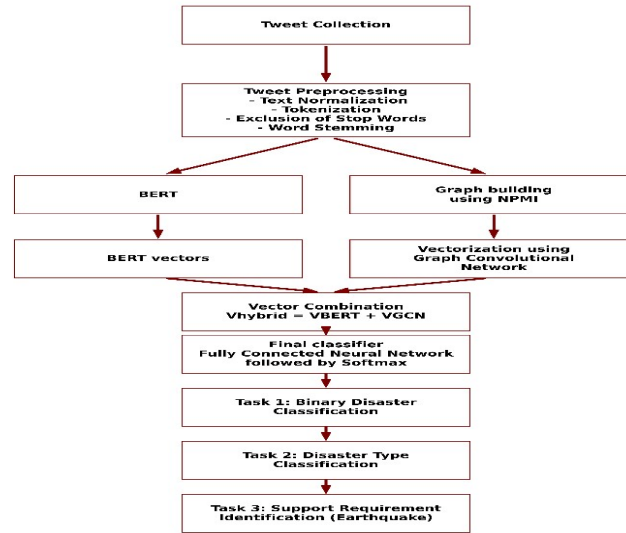 Tweet Collection
Tweet Preprocessing
- Text Normalization
- Tokenization
- Exclusion of Stop Words
- Word Stemming
BERT
Graph building
using NPMI
BERT vectors
Vectorization using
Graph Convolutional
Network
Vector Combination
Vhybrid = VBERT + VGCN
Final classifier
Fully Connected Neural Network
followed by Softmax
Task 1: Binary Disaster
Classification
Task 2: Disaster Type
Classification
Task 3: Support Requirement
Identification (Earthquake)